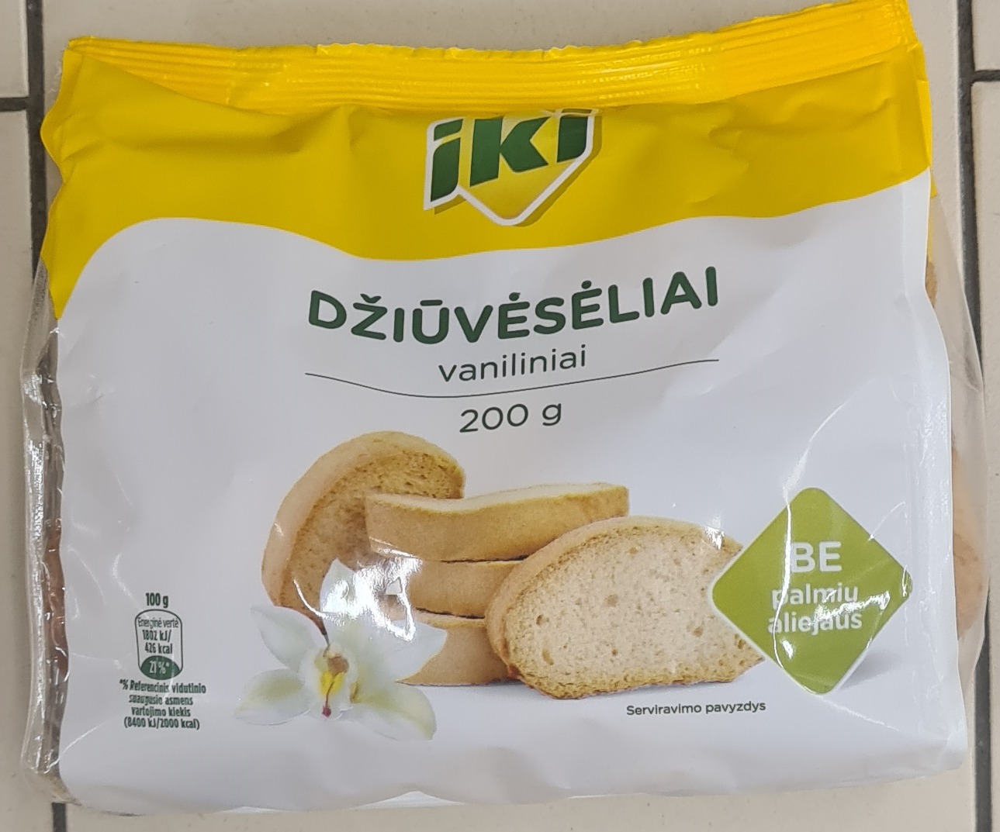 iki
DŽIŪVĖSĖLIAI
vaniliniai
200 g
BE
palmių
aliejaus
100 g
Energinė vertė
1802 kJ/
426 kcal
21%*
*% Referencinis vidutinio
suaugusio asmens
vartojimo kiekis
(8400 kJ/2000 kcal)
Serviravimo pavyzdys